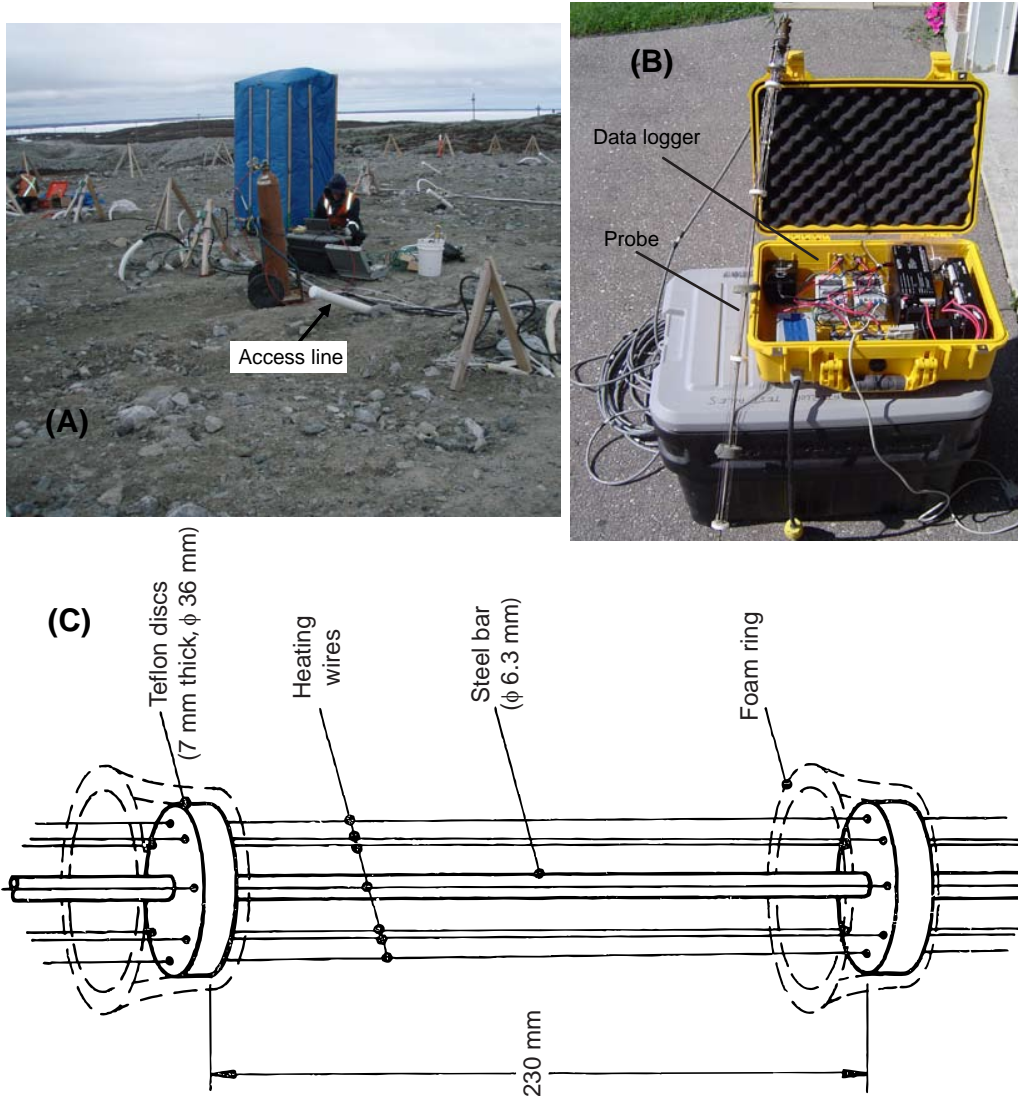 (A)
Access line
(B)
Data logger
Probe
(C)
Teflon discs
(7 mm thick, ϕ 36 mm)
Heating
wires
Steel bar
(ϕ 6.3 mm)
Foam ring
230 mm